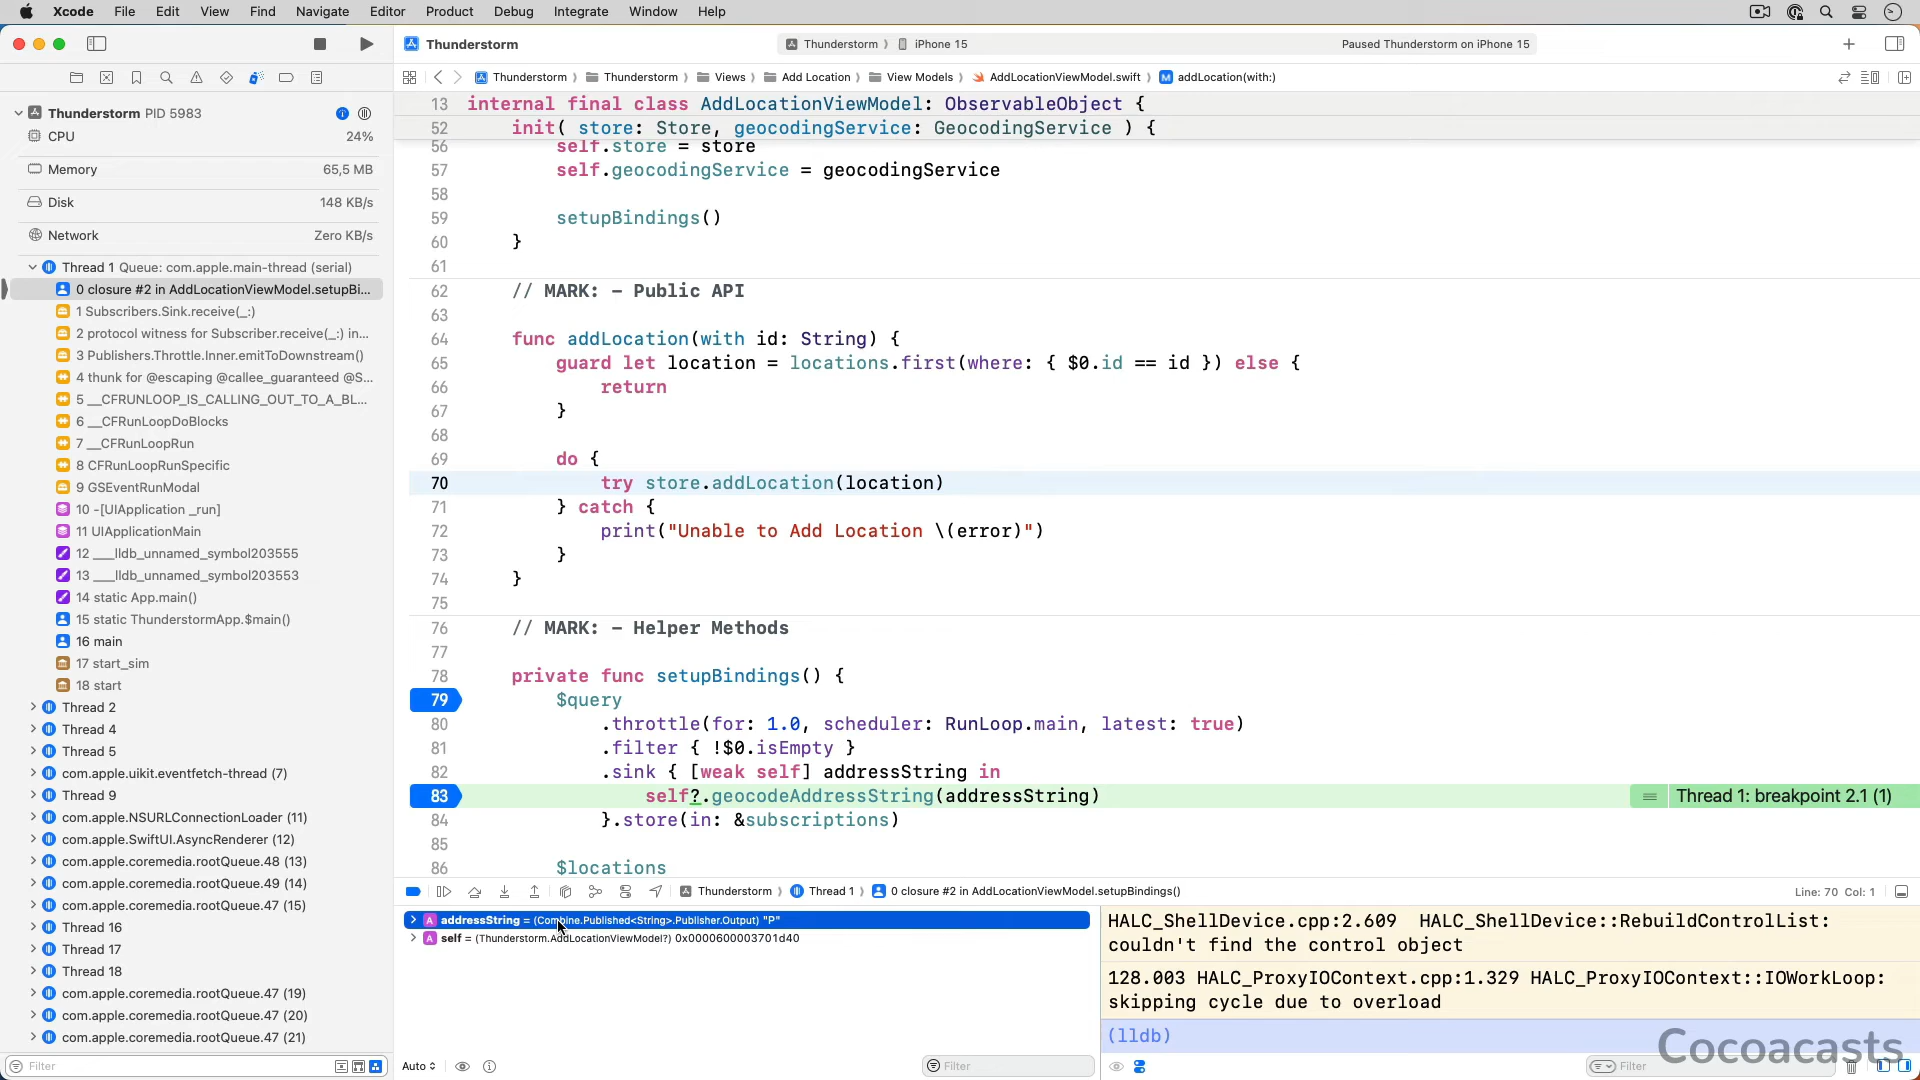 Xcode File Edit View Find Navigate Editor Product Debug Integrate Window Help
Thunderstorm
Thunderstorm iPhone 15
Paused Thunderstorm on iPhone 15
Thunderstorm Thunderstorm Views Add Location View Models AddLocationViewModel.swift M addLocation(with:)
Thunderstorm PID 5983
CPU 24%
Memory 65,5 MB
Disk 148 KB/s
Network Zero KB/s
Thread 1 Queue: com.apple.main-thread (serial)
0 closure #2 in AddLocationViewModel.setupBi...
1 Subscribers.Sink.receive(_:)
2 protocol witness for Subscriber.receive(_:) in...
3 Publishers.Throttle.Inner.emitToDownstream()
4 thunk for @escaping @callee_guaranteed @S...
5 __CFRUNLOOP_IS_CALLING_OUT_TO_A_BL...
6 __CFRunLoopDoBlocks
7 __CFRunLoopRun
8 CFRunLoopRunSpecific
9 GSEventRunModal
10 -[UIApplication _run]
11 UIApplicationMain
12 ___lldb_unnamed_symbol203555
13 ___lldb_unnamed_symbol203553
14 static App.main()
15 static ThunderstormApp.$main()
16 main
17 start_sim
18 start
Thread 2
Thread 4
Thread 5
com.apple.uikit.eventfetch-thread (7)
Thread 9
com.apple.NSURLConnectionLoader (11)
com.apple.SwiftUI.AsyncRenderer (12)
com.apple.coremedia.rootQueue.48 (13)
com.apple.coremedia.rootQueue.49 (14)
com.apple.coremedia.rootQueue.47 (15)
Thread 16
Thread 17
Thread 18
com.apple.coremedia.rootQueue.47 (19)
com.apple.coremedia.rootQueue.47 (20)
com.apple.coremedia.rootQueue.47 (21)
Filter
13 internal final class AddLocationViewModel: ObservableObject {
52 init( store: Store, geocodingService: GeocodingService ) {
56 self.store = store
57 self.geocodingService = geocodingService
58
59 setupBindings()
60 }
61
62 // MARK: - Public API
63
64 func addLocation(with id: String) {
65 guard let location = locations.first(where: { $0.id == id }) else {
66 return
67 }
68
69 do {
70 try store.addLocation(location)
71 } catch {
72 print("Unable to Add Location \(error)")
73 }
74 }
75
76 // MARK: - Helper Methods
77
78 private func setupBindings() {
79 $query
80 .throttle(for: 1.0, scheduler: RunLoop.main, latest: true)
81 .filter { !$0.isEmpty }
82 .sink { [weak self] addressString in
83 self?.geocodeAddressString(addressString)
Thread 1: breakpoint 2.1 (1)
84 }.store(in: &subscriptions)
85
86 $locations
Thunderstorm Thread 1 0 closure #2 in AddLocationViewModel.setupBindings()
Line: 70 Col: 1
A addressString = (Combine.Published<String>.Publisher.Output) "P"
A self = (Thunderstorm.AddLocationViewModel?) 0x0000600003701d40
Auto
Filter
HALC_ShellDevice.cpp:2.609 HALC_ShellDevice::RebuildControlList:
couldn't find the control object
128.003 HALC_ProxyIOContext.cpp:1.329 HALC_ProxyIOContext::IOWorkLoop:
skipping cycle due to overload
(lldb)
Filter
Cocoacasts